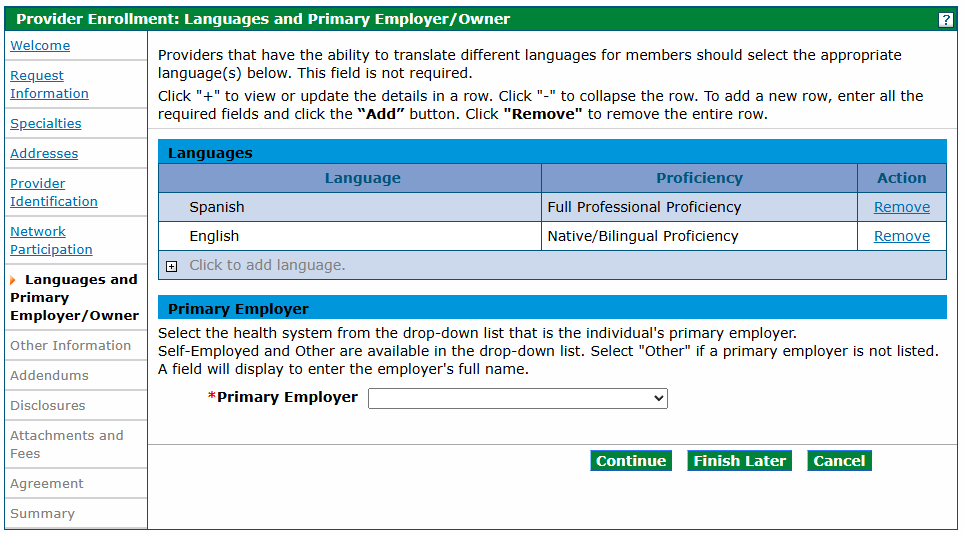 Provider Enrollment: Languages and Primary Employer/Owner ?
Welcome
Request
Information
Specialties
Addresses
Provider
Identification
Network
Participation
Languages and
Primary
Employer/Owner
Other Information
Addendums
Disclosures
Attachments and
Fees
Agreement
Summary
Providers that have the ability to translate different languages for members should select the appropriate
language(s) below. This field is not required.
Click "+" to view or update the details in a row. Click "-" to collapse the row. To add a new row, enter all the
required fields and click the “Add” button. Click "Remove" to remove the entire row.
Languages
Language Proficiency Action
Spanish Full Professional Proficiency Remove
English Native/Bilingual Proficiency Remove
+ Click to add language.
Primary Employer
Select the health system from the drop-down list that is the individual's primary employer.
Self-Employed and Other are available in the drop-down list. Select "Other" if a primary employer is not listed.
A field will display to enter the employer's full name.
*Primary Employer
Continue Finish Later Cancel